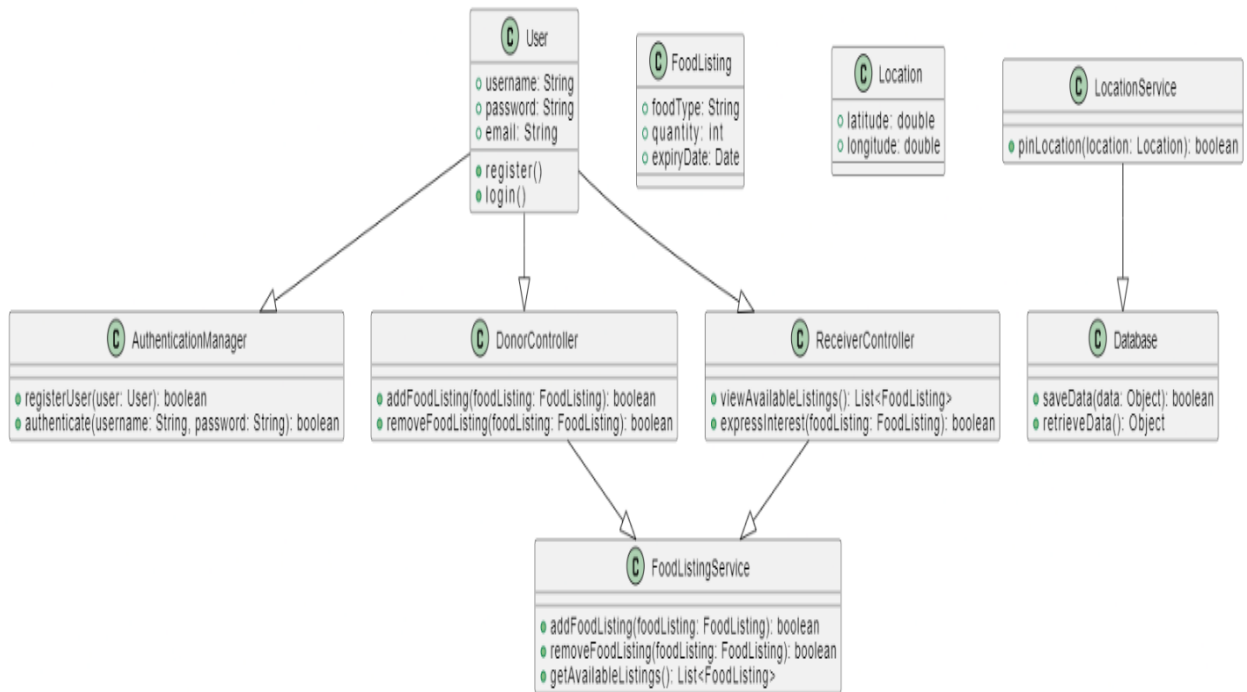 C User
username: String
password: String
email: String
register()
login()
C FoodListing
foodType: String
quantity: int
expiryDate: Date
C Location
latitude: double
longitude: double
C LocationService
pinLocation(location: Location): boolean
C AuthenticationManager
registerUser(user: User): boolean
authenticate(username: String, password: String): boolean
C DonorController
addFoodListing(foodListing: FoodListing): boolean
removeFoodListing(foodListing: FoodListing): boolean
C ReceiverController
viewAvailableListings(): List<FoodListing>
expressInterest(foodListing: FoodListing): boolean
C Database
saveData(data: Object): boolean
retrieveData(): Object
C FoodListingService
addFoodListing(foodListing: FoodListing): boolean
removeFoodListing(foodListing: FoodListing): boolean
getAvailableListings(): List<FoodListing>